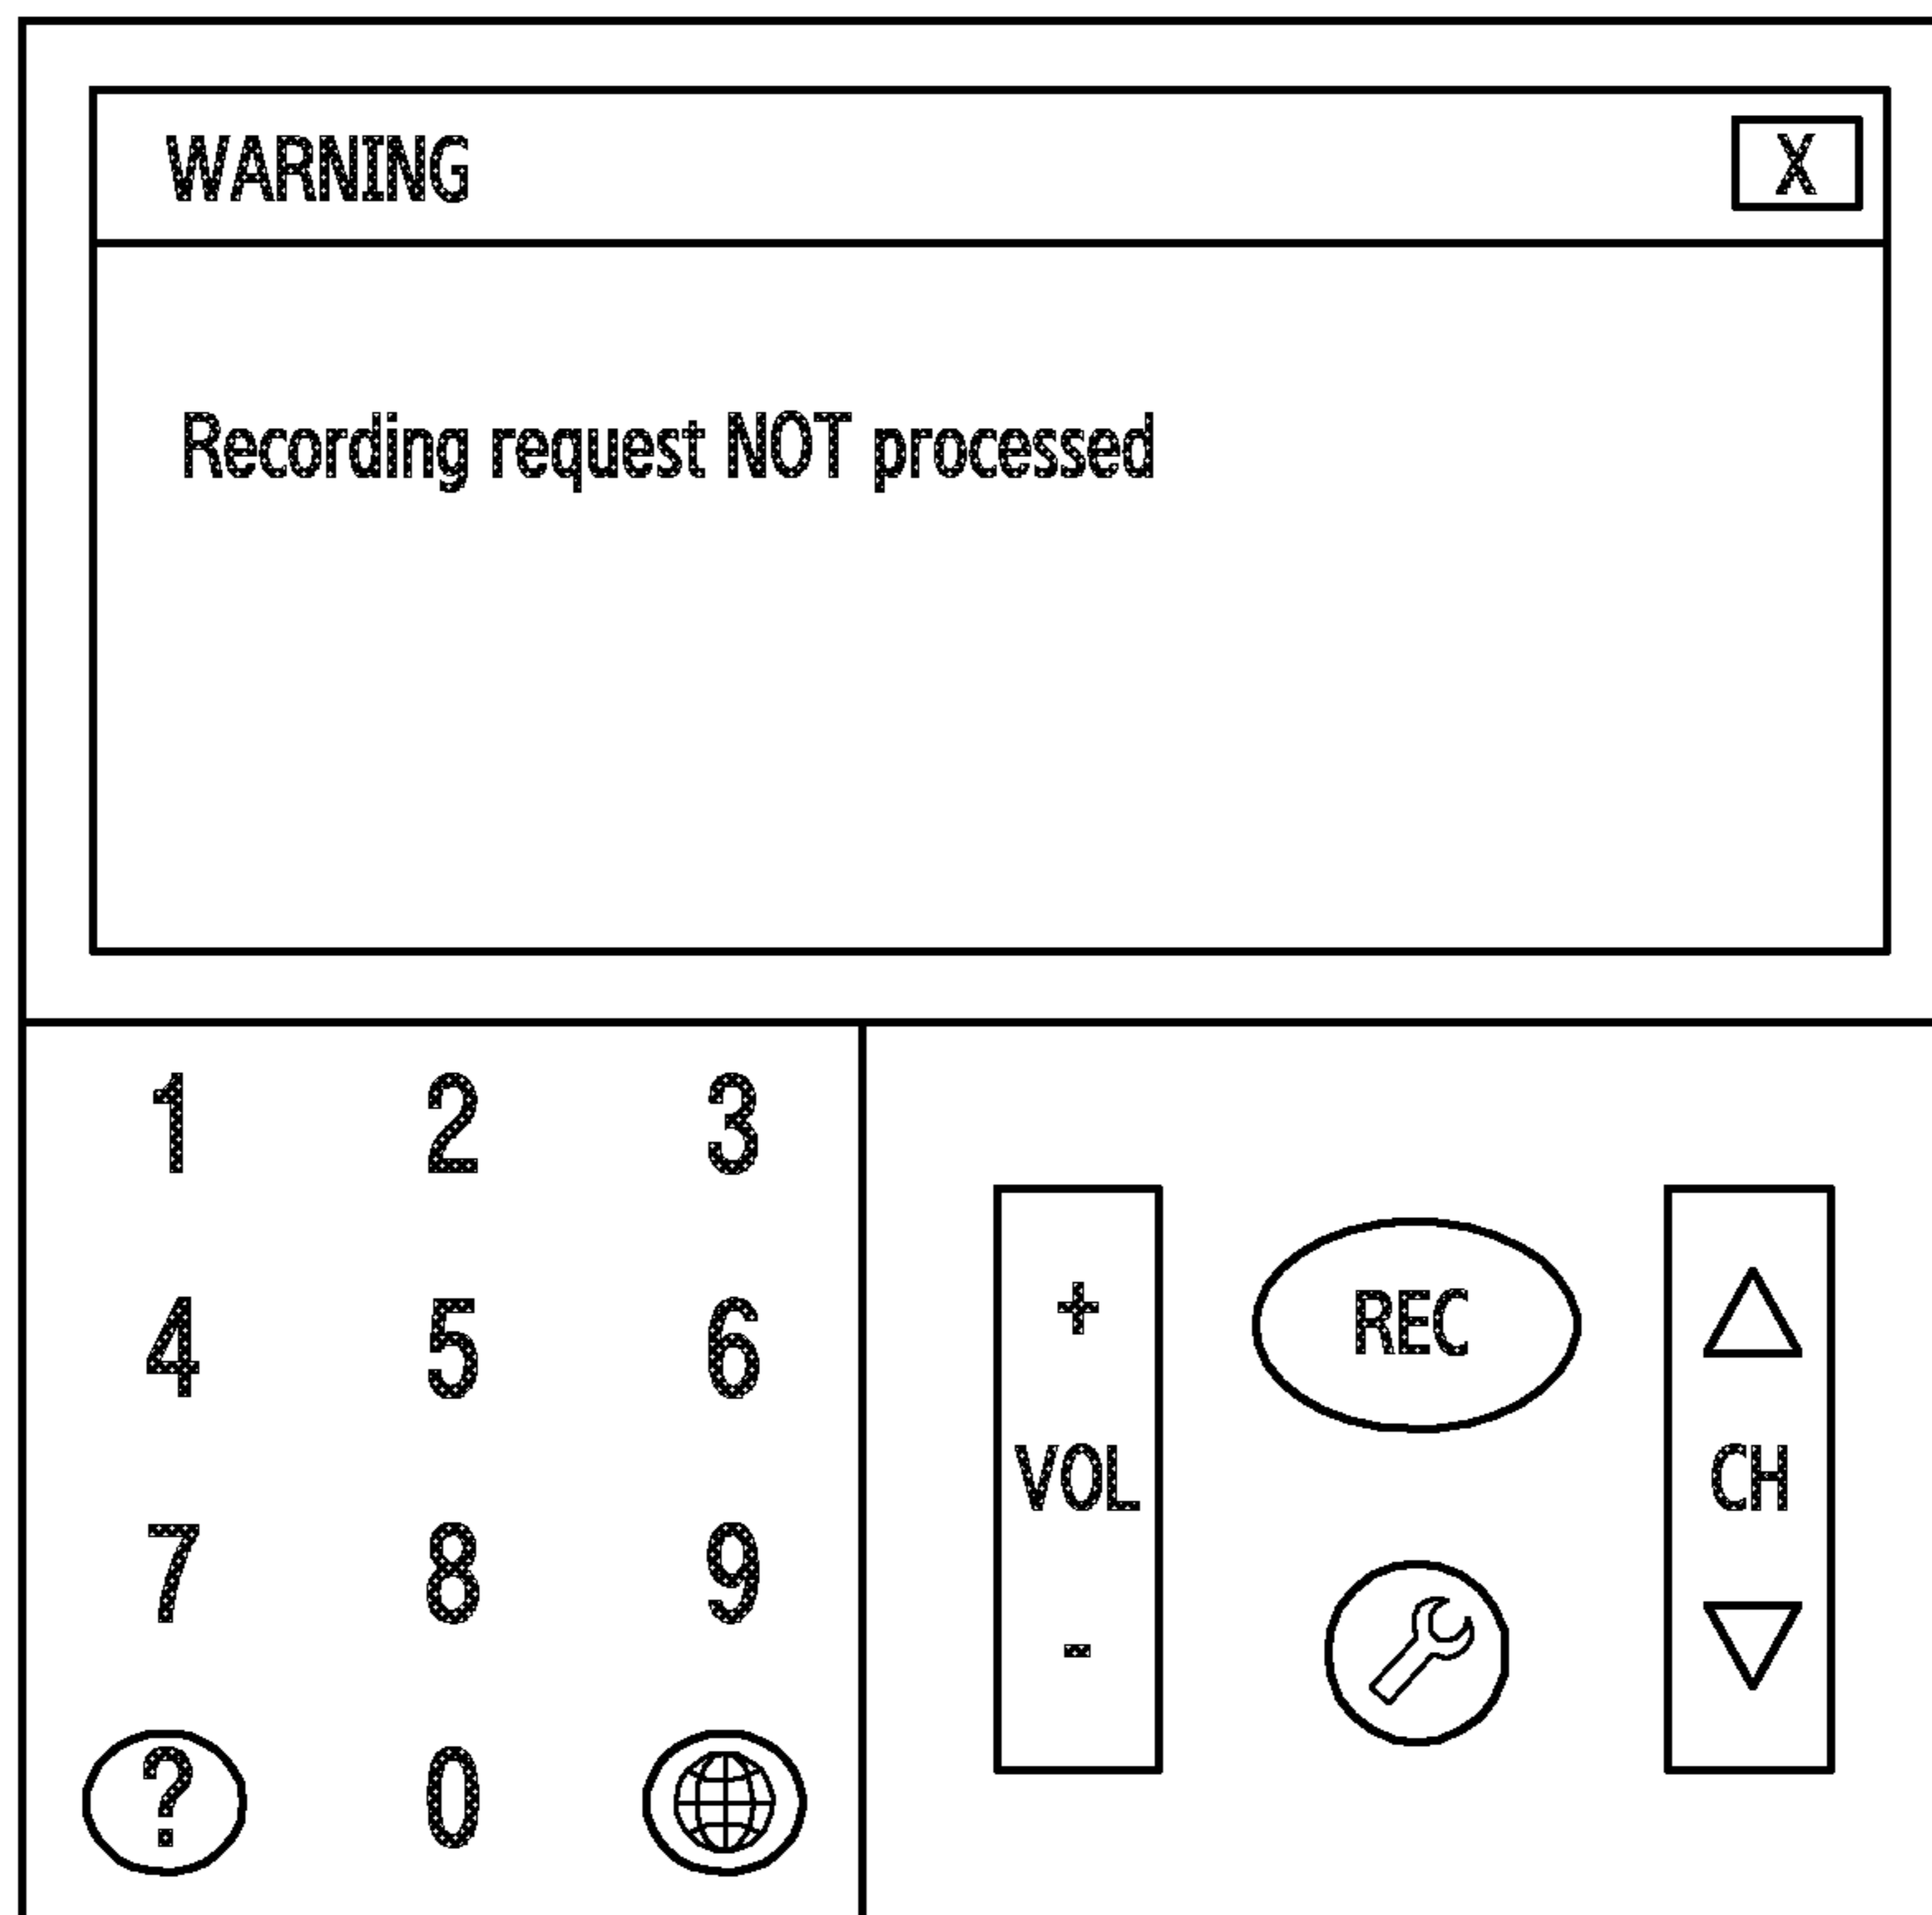 WARNING X
Recording request NOT processed
1 2 3
4 5 6
7 8 9
? 0
+
VOL
-
REC
CH